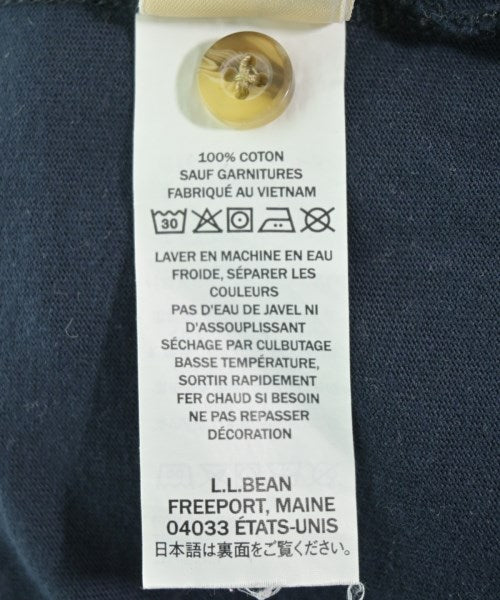 100% COTON
SAUF GARNITURES
FABRIQUÉ AU VIETNAM
30
LAVER EN MACHINE EN EAU
FROIDE, SÉPARER LES
COULEURS
PAS D'EAU DE JAVEL NI
D'ASSOUPLISSANT
SÉCHAGE PAR CULBUTAGE
BASSE TEMPÉRATURE,
SORTIR RAPIDEMENT
FER CHAUD SI BESOIN
NE PAS REPASSER
DÉCORATION
L.L.BEAN
FREEPORT, MAINE
04033 ÉTATS-UNIS
日本語は裏面をご覧ください。